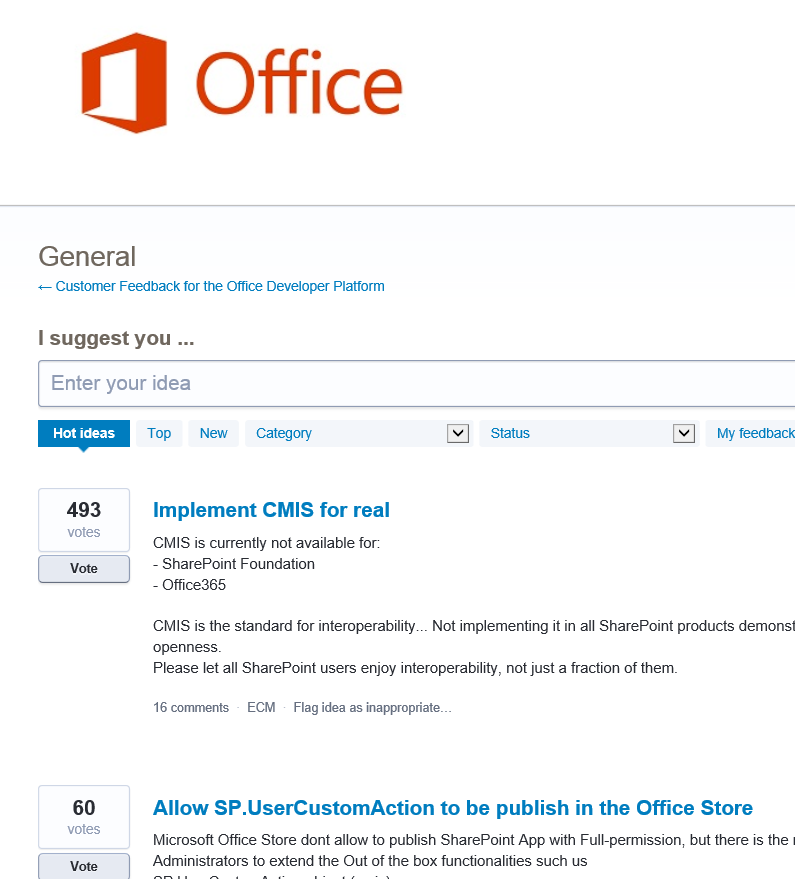 Office
General
← Customer Feedback for the Office Developer Platform
I suggest you ...
Enter your idea
Hot ideas Top New Category Status My feedback
493
votes
Vote
Implement CMIS for real
CMIS is currently not available for:
- SharePoint Foundation
- Office365
CMIS is the standard for interoperability... Not implementing it in all SharePoint products demonst
openness.
Please let all SharePoint users enjoy interoperability, not just a fraction of them.
16 comments · ECM · Flag idea as inappropriate…
60
votes
Vote
Allow SP.UserCustomAction to be publish in the Office Store
Microsoft Office Store dont allow to publish SharePoint App with Full-permission, but there is the
Administrators to extend the Out of the box functionalities such us